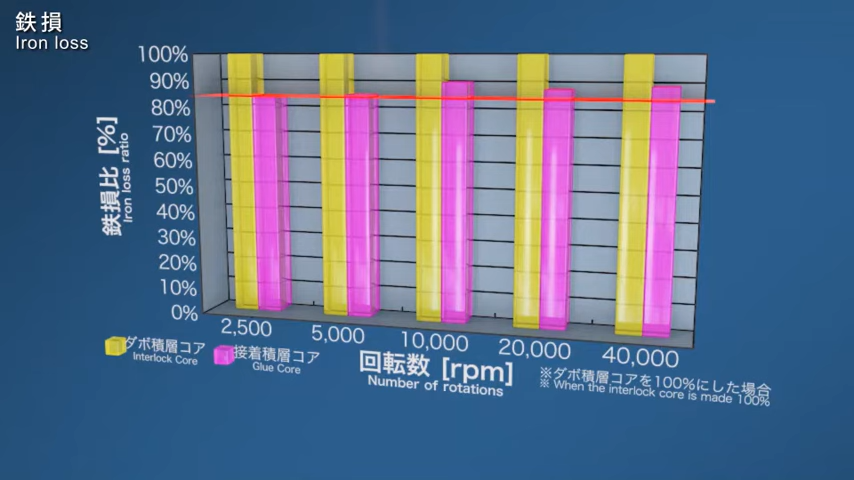 鉄損
Iron loss
100%
90%
80%
70%
60%
50%
40%
30%
20%
10%
0%
鉄損比 [%]
Iron loss ratio
2,500
5,000
10,000
20,000
40,000
ダボ積層コア
Interlock Core
接着積層コア
Glue Core
回転数 [rpm]
Number of rotations
※ダボ積層コアを100%にした場合
※ When the interlock core is made 100%